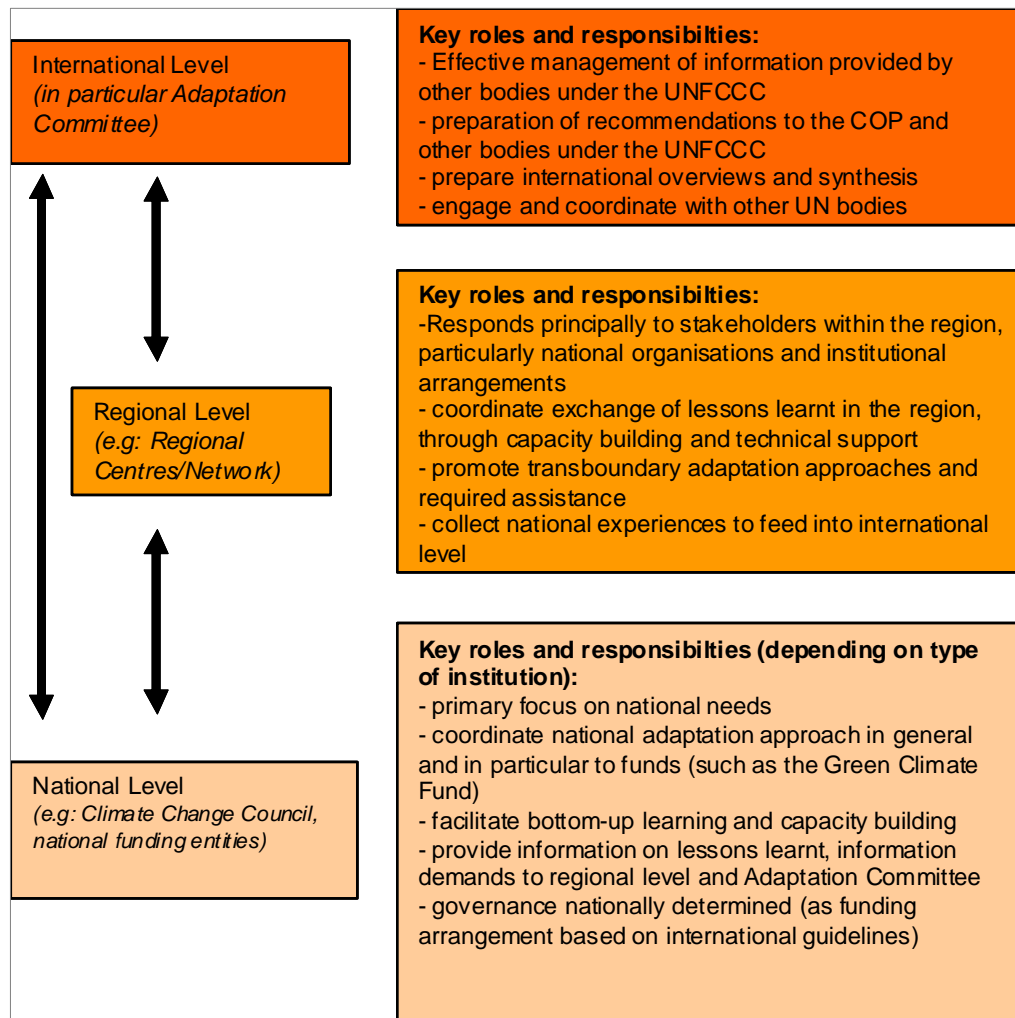 International Level
(in particular Adaptation
Committee)
Key roles and responsibilties:
- Effective management of information provided by
other bodies under the UNFCCC
- preparation of recommendations to the COP and
other bodies under the UNFCCC
- prepare international overviews and synthesis
- engage and coordinate with other UN bodies
Regional Level
(e.g: Regional
Centres/Network)
Key roles and responsibilties:
-Responds principally to stakeholders within the region,
particularly national organisations and institutional
arrangements
- coordinate exchange of lessons learnt in the region,
through capacity building and technical support
- promote transboundary adaptation approaches and
required assistance
- collect national experiences to feed into international
level
National Level
(e.g: Climate Change Council,
national funding entities)
Key roles and responsibilties (depending on type
of institution):
- primary focus on national needs
- coordinate national adaptation approach in general
and in particular to funds (such as the Green Climate
Fund)
- facilitate bottom-up learning and capacity building
- provide information on lessons learnt, information
demands to regional level and Adaptation Committee
- governance nationally determined (as funding
arrangement based on international guidelines)